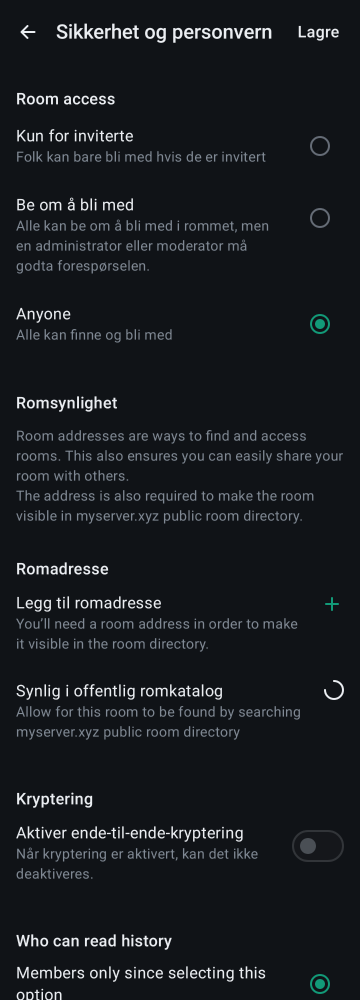 Sikkerhet og personvern
Lagre
Room access
Kun for inviterte
Folk kan bare bli med hvis de er invitert
Be om å bli med
Alle kan be om å bli med i rommet, men
en administrator eller moderator må
godta forespørselen.
Anyone
Alle kan finne og bli med
Romsynlighet
Room addresses are ways to find and access
rooms. This also ensures you can easily share your
room with others.
The address is also required to make the room
visible in myserver.xyz public room directory.
Romadresse
Legg til romadresse
You'll need a room address in order to make
it visible in the room directory.
Synlig i offentlig romkatalog
Allow for this room to be found by searching
myserver.xyz public room directory
Kryptering
Aktiver ende-til-ende-kryptering
Når kryptering er aktivert, kan det ikke
deaktiveres.
Who can read history
Members only since selecting this
option